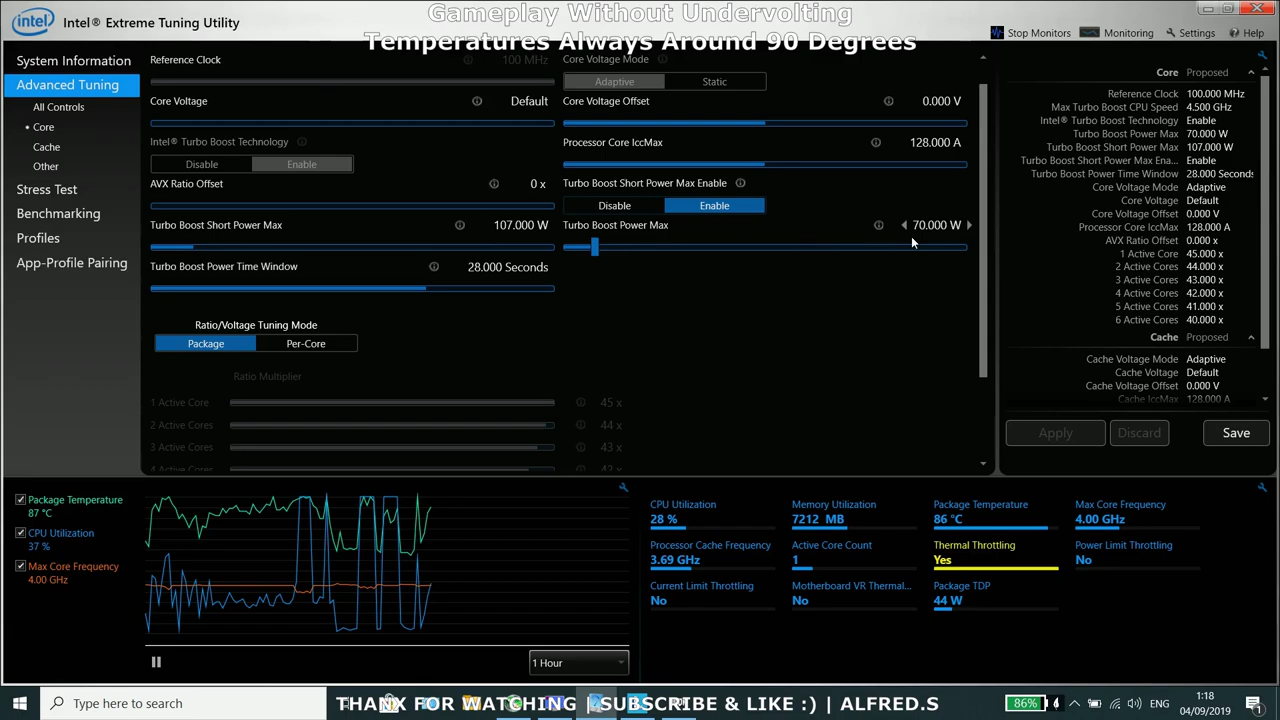 Gameplay Without Undervolting
Temperatures Always Around 90 Degrees
intel
Intel® Extreme Tuning Utility
Stop Monitors
Monitoring
Settings
Help
System Information
Advanced Tuning
All Controls
• Core
Cache
Other
Stress Test
Benchmarking
Profiles
App-Profile Pairing
Reference Clock 100 MHz
Core Voltage Default
Intel® Turbo Boost Technology
Disable Enable
AVX Ratio Offset 0 x
Turbo Boost Short Power Max 107.000 W
Turbo Boost Power Time Window 28.000 Seconds
Core Voltage Mode
Adaptive Static
Core Voltage Offset 0.000 V
Processor Core IccMax 128.000 A
Turbo Boost Short Power Max Enable
Disable Enable
Turbo Boost Power Max 70.000 W
Ratio/Voltage Tuning Mode
Package Per-Core
Ratio Multiplier
1 Active Core 45 x
2 Active Cores 44 x
3 Active Cores 43 x
4 Active Cores 42 x
Core Proposed
Reference Clock 100.000 MHz
Max Turbo Boost CPU Speed 4.500 GHz
Intel® Turbo Boost Technology Enable
Turbo Boost Power Max 70.000 W
Turbo Boost Short Power Max 107.000 W
Turbo Boost Short Power Max Ena... Enable
Turbo Boost Power Time Window 28.000 Seconds
Core Voltage Mode Adaptive
Core Voltage Default
Core Voltage Offset 0.000 V
Processor Core IccMax 128.000 A
AVX Ratio Offset 0.000 x
1 Active Core 45.000 x
2 Active Cores 44.000 x
3 Active Cores 43.000 x
4 Active Cores 42.000 x
5 Active Cores 41.000 x
6 Active Cores 40.000 x
Cache Proposed
Cache Voltage Mode Adaptive
Cache Voltage Default
Cache Voltage Offset 0.000 V
Cache IccMax 128.000 A
Apply Discard Save
Package Temperature
87 °C
CPU Utilization
37 %
Max Core Frequency
4.00 GHz
1 Hour
CPU Utilization
28 %
Memory Utilization
7212 MB
Package Temperature
86 °C
Max Core Frequency
4.00 GHz
Processor Cache Frequency
3.69 GHz
Active Core Count
1
Thermal Throttling
Yes
Power Limit Throttling
No
Current Limit Throttling
No
Motherboard VR Thermal...
No
Package TDP
44 W
Type here to search
THANX FOR WATCHING | SUBSCRIBE & LIKE :) | ALFRED.S
86%
ENG
1:18
04/09/2019
1